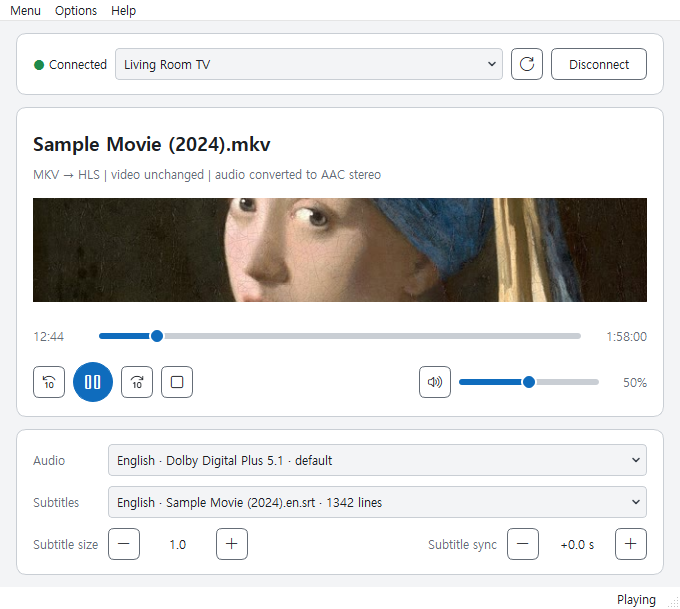 Menu Options Help
Connected Living Room TV Disconnect
Sample Movie (2024).mkv
MKV → HLS | video unchanged | audio converted to AAC stereo
12:44 1:58:00
10 10 50%
Audio English · Dolby Digital Plus 5.1 · default
Subtitles English · Sample Movie (2024).en.srt · 1342 lines
Subtitle size − 1.0 + Subtitle sync − +0.0 s +
Playing